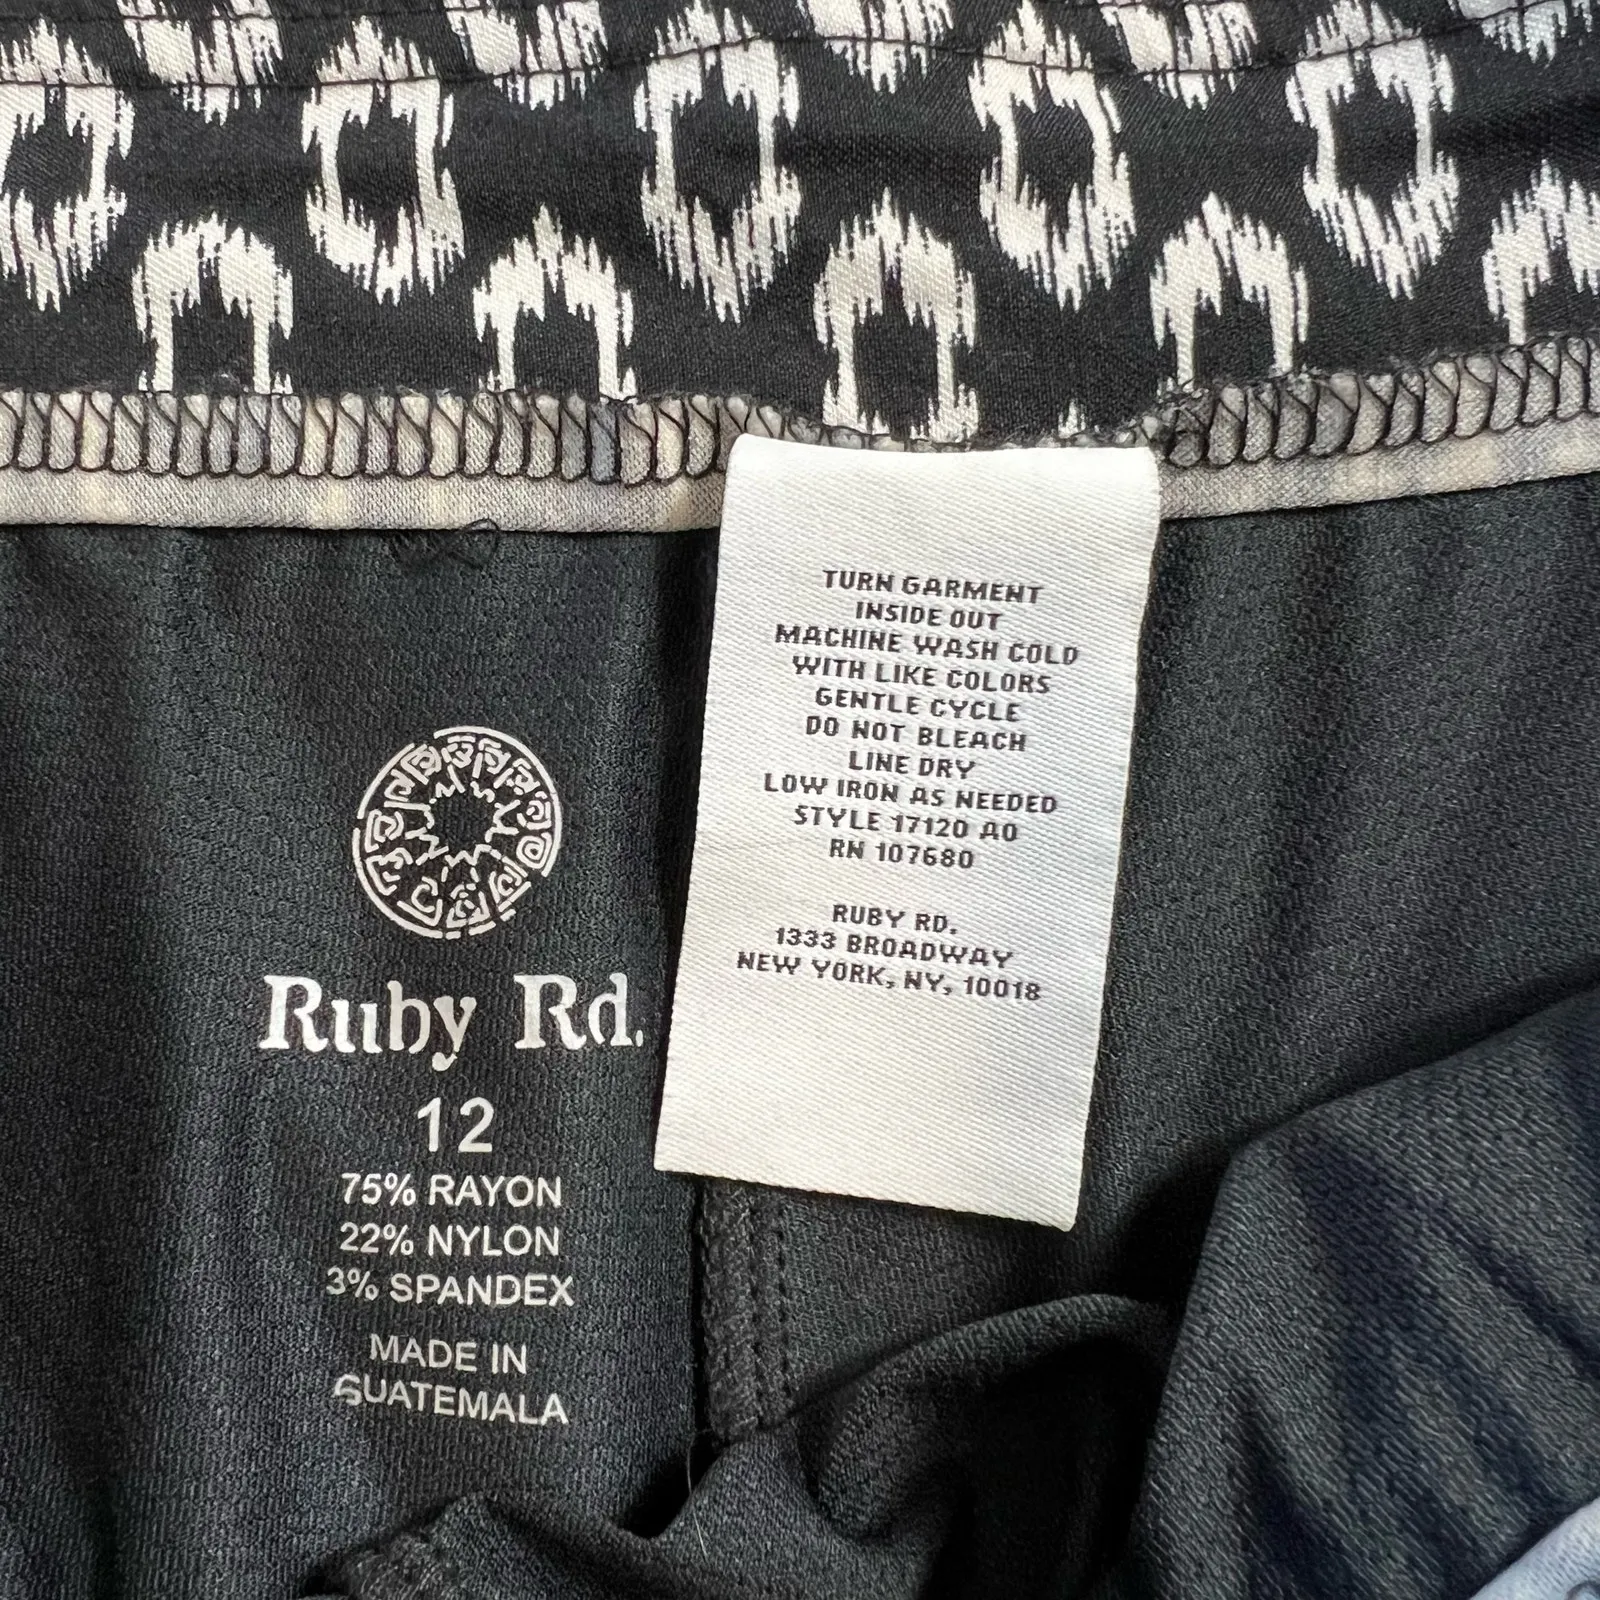 TURN GARMENT
INSIDE OUT
MACHINE WASH COLD
WITH LIKE COLORS
GENTLE CYCLE
DO NOT BLEACH
LINE DRY
LOW IRON AS NEEDED
STYLE 17120 A0
RN 107680
RUBY RD.
1333 BROADWAY
NEW YORK, NY, 10018
Ruby Rd.
12
75% RAYON
22% NYLON
3% SPANDEX
MADE IN
GUATEMALA